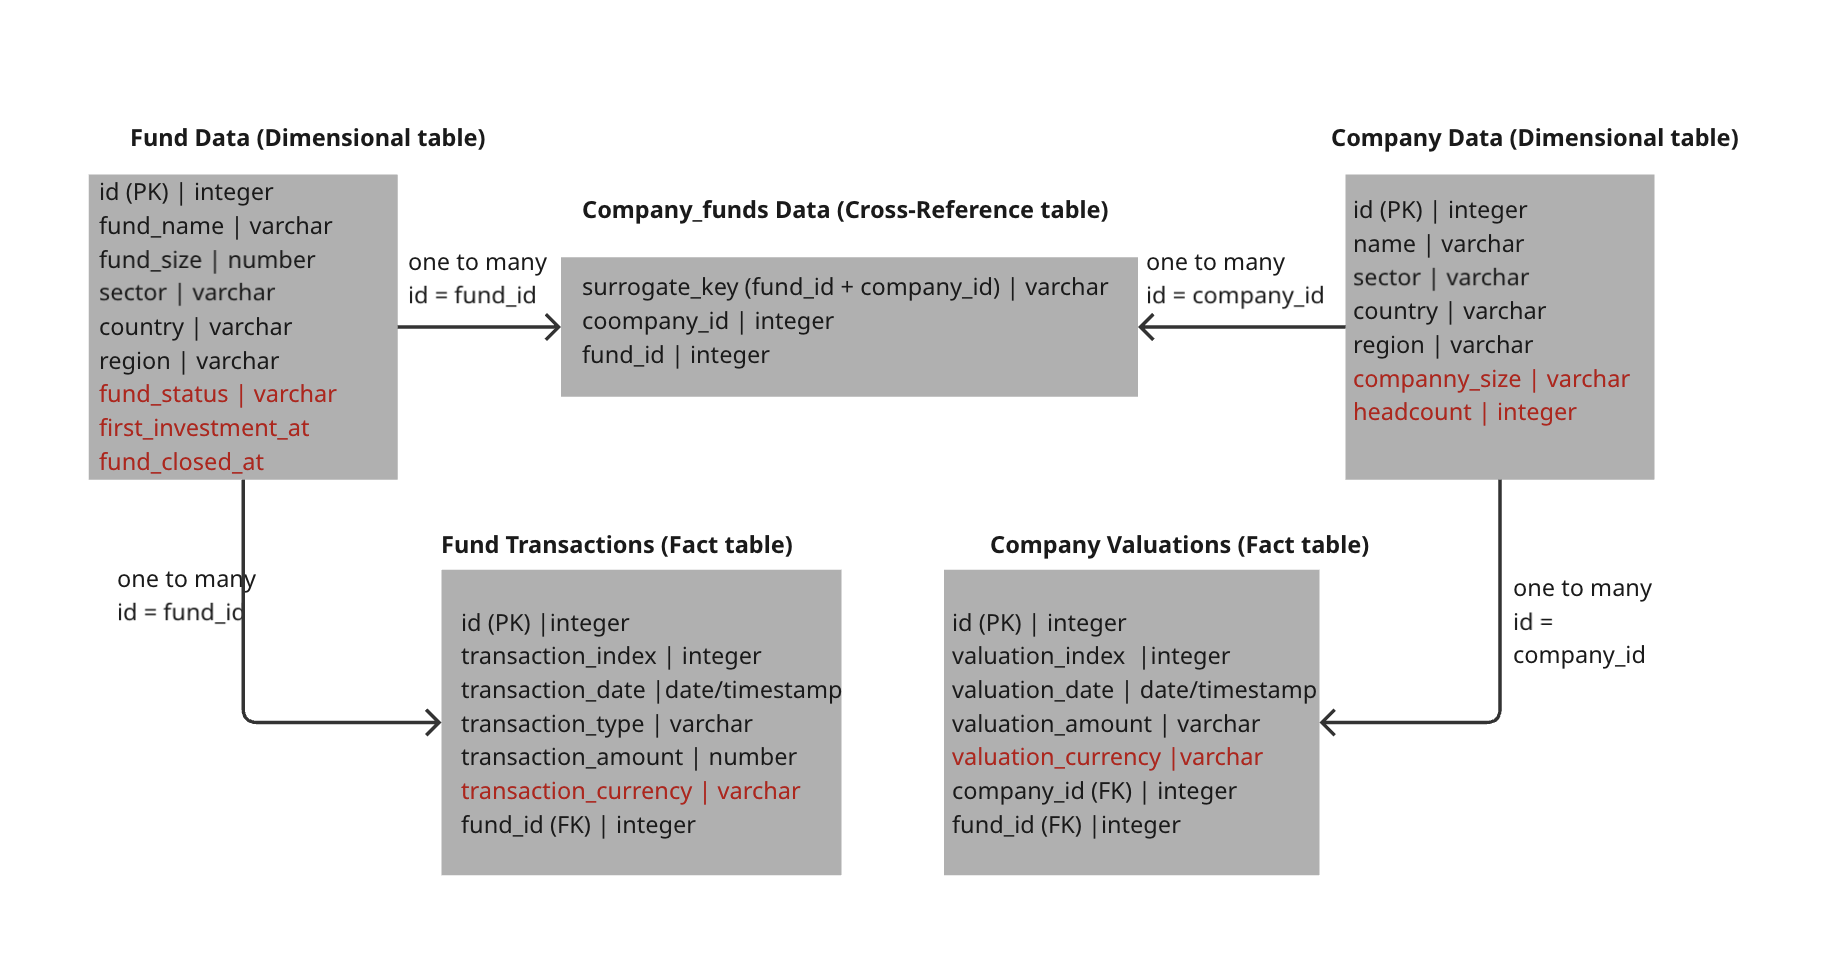 Fund Data (Dimensional table)
id (PK) | integer
fund_name | varchar
fund_size | number
sector | varchar
country | varchar
region | varchar
fund_status | varchar
first_investment_at
fund_closed_at
one to many
id = fund_id
Company_funds Data (Cross-Reference table)
surrogate_key (fund_id + company_id) | varchar
coompany_id | integer
fund_id | integer
one to many
id = company_id
Company Data (Dimensional table)
id (PK) | integer
name | varchar
sector | varchar
country | varchar
region | varchar
companny_size | varchar
headcount | integer
one to many
id = fund_id
Fund Transactions (Fact table)
id (PK) |integer
transaction_index | integer
transaction_date |date/timestamp
transaction_type | varchar
transaction_amount | number
transaction_currency | varchar
fund_id (FK) | integer
Company Valuations (Fact table)
id (PK) | integer
valuation_index  |integer
valuation_date | date/timestamp
valuation_amount | varchar
valuation_currency |varchar
company_id (FK) | integer
fund_id (FK) |integer
one to many
id =
company_id